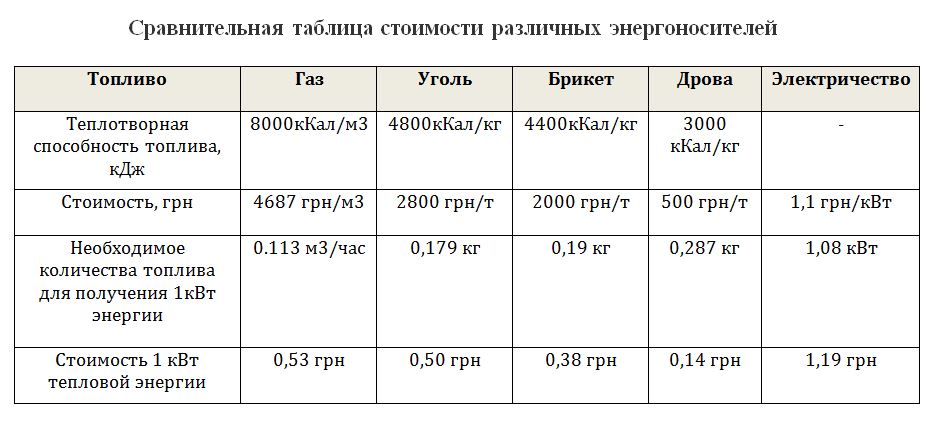 Сравнительная таблица стоимости различных энергоносителей
Топливо Газ Уголь Брикет Дрова Электричество
Теплотворная
способность топлива,
кДж
8000кКал/м3 4800кКал/кг 4400кКал/кг 3000
кКал/кг
-
Стоимость, грн 4687 грн/м3 2800 грн/т 2000 грн/т 500 грн/т 1,1 грн/кВт
Необходимое
количества топлива
для получения 1кВт
энергии
0.113 м3/час 0,179 кг 0,19 кг 0,287 кг 1,08 кВт
Стоимость 1 кВт
тепловой энергии
0,53 грн 0,50 грн 0,38 грн 0,14 грн 1,19 грн